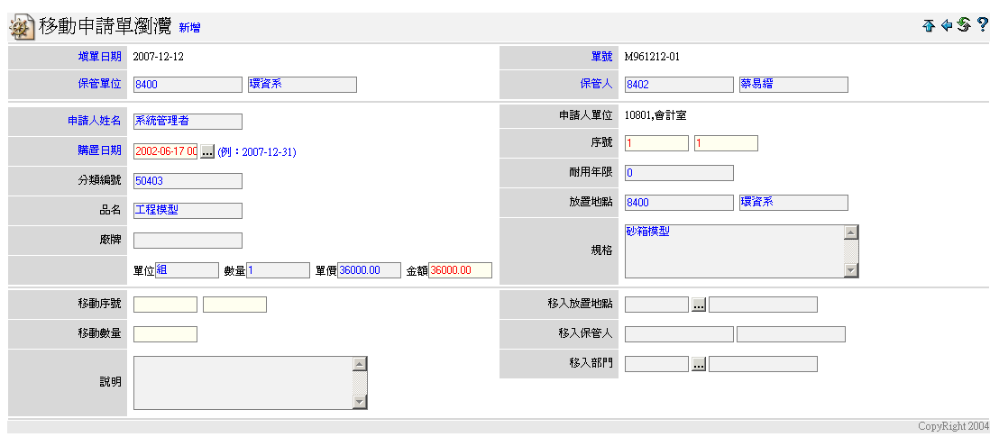 移動申請單瀏灠 新增
填單日期 2007-12-12 單號 M961212-01
保管單位 8400 環資系 保管人 8402 蔡易縉
申請人姓名 系統管理者 申請人單位 10801,會計室
購置日期 2002-06-17 00 ... (例：2007-12-31) 序號 1 1
分類編號 50403 耐用年限 0
品名 工程模型 放置地點 8400 環資系
廠牌 規格 砂箱模型
單位 組 數量 1 單價 36000.00 金額 36000.00
移動序號 移入放置地點 ...
移動數量 移入保管人
說明 移入部門 ...
CopyRight 2004